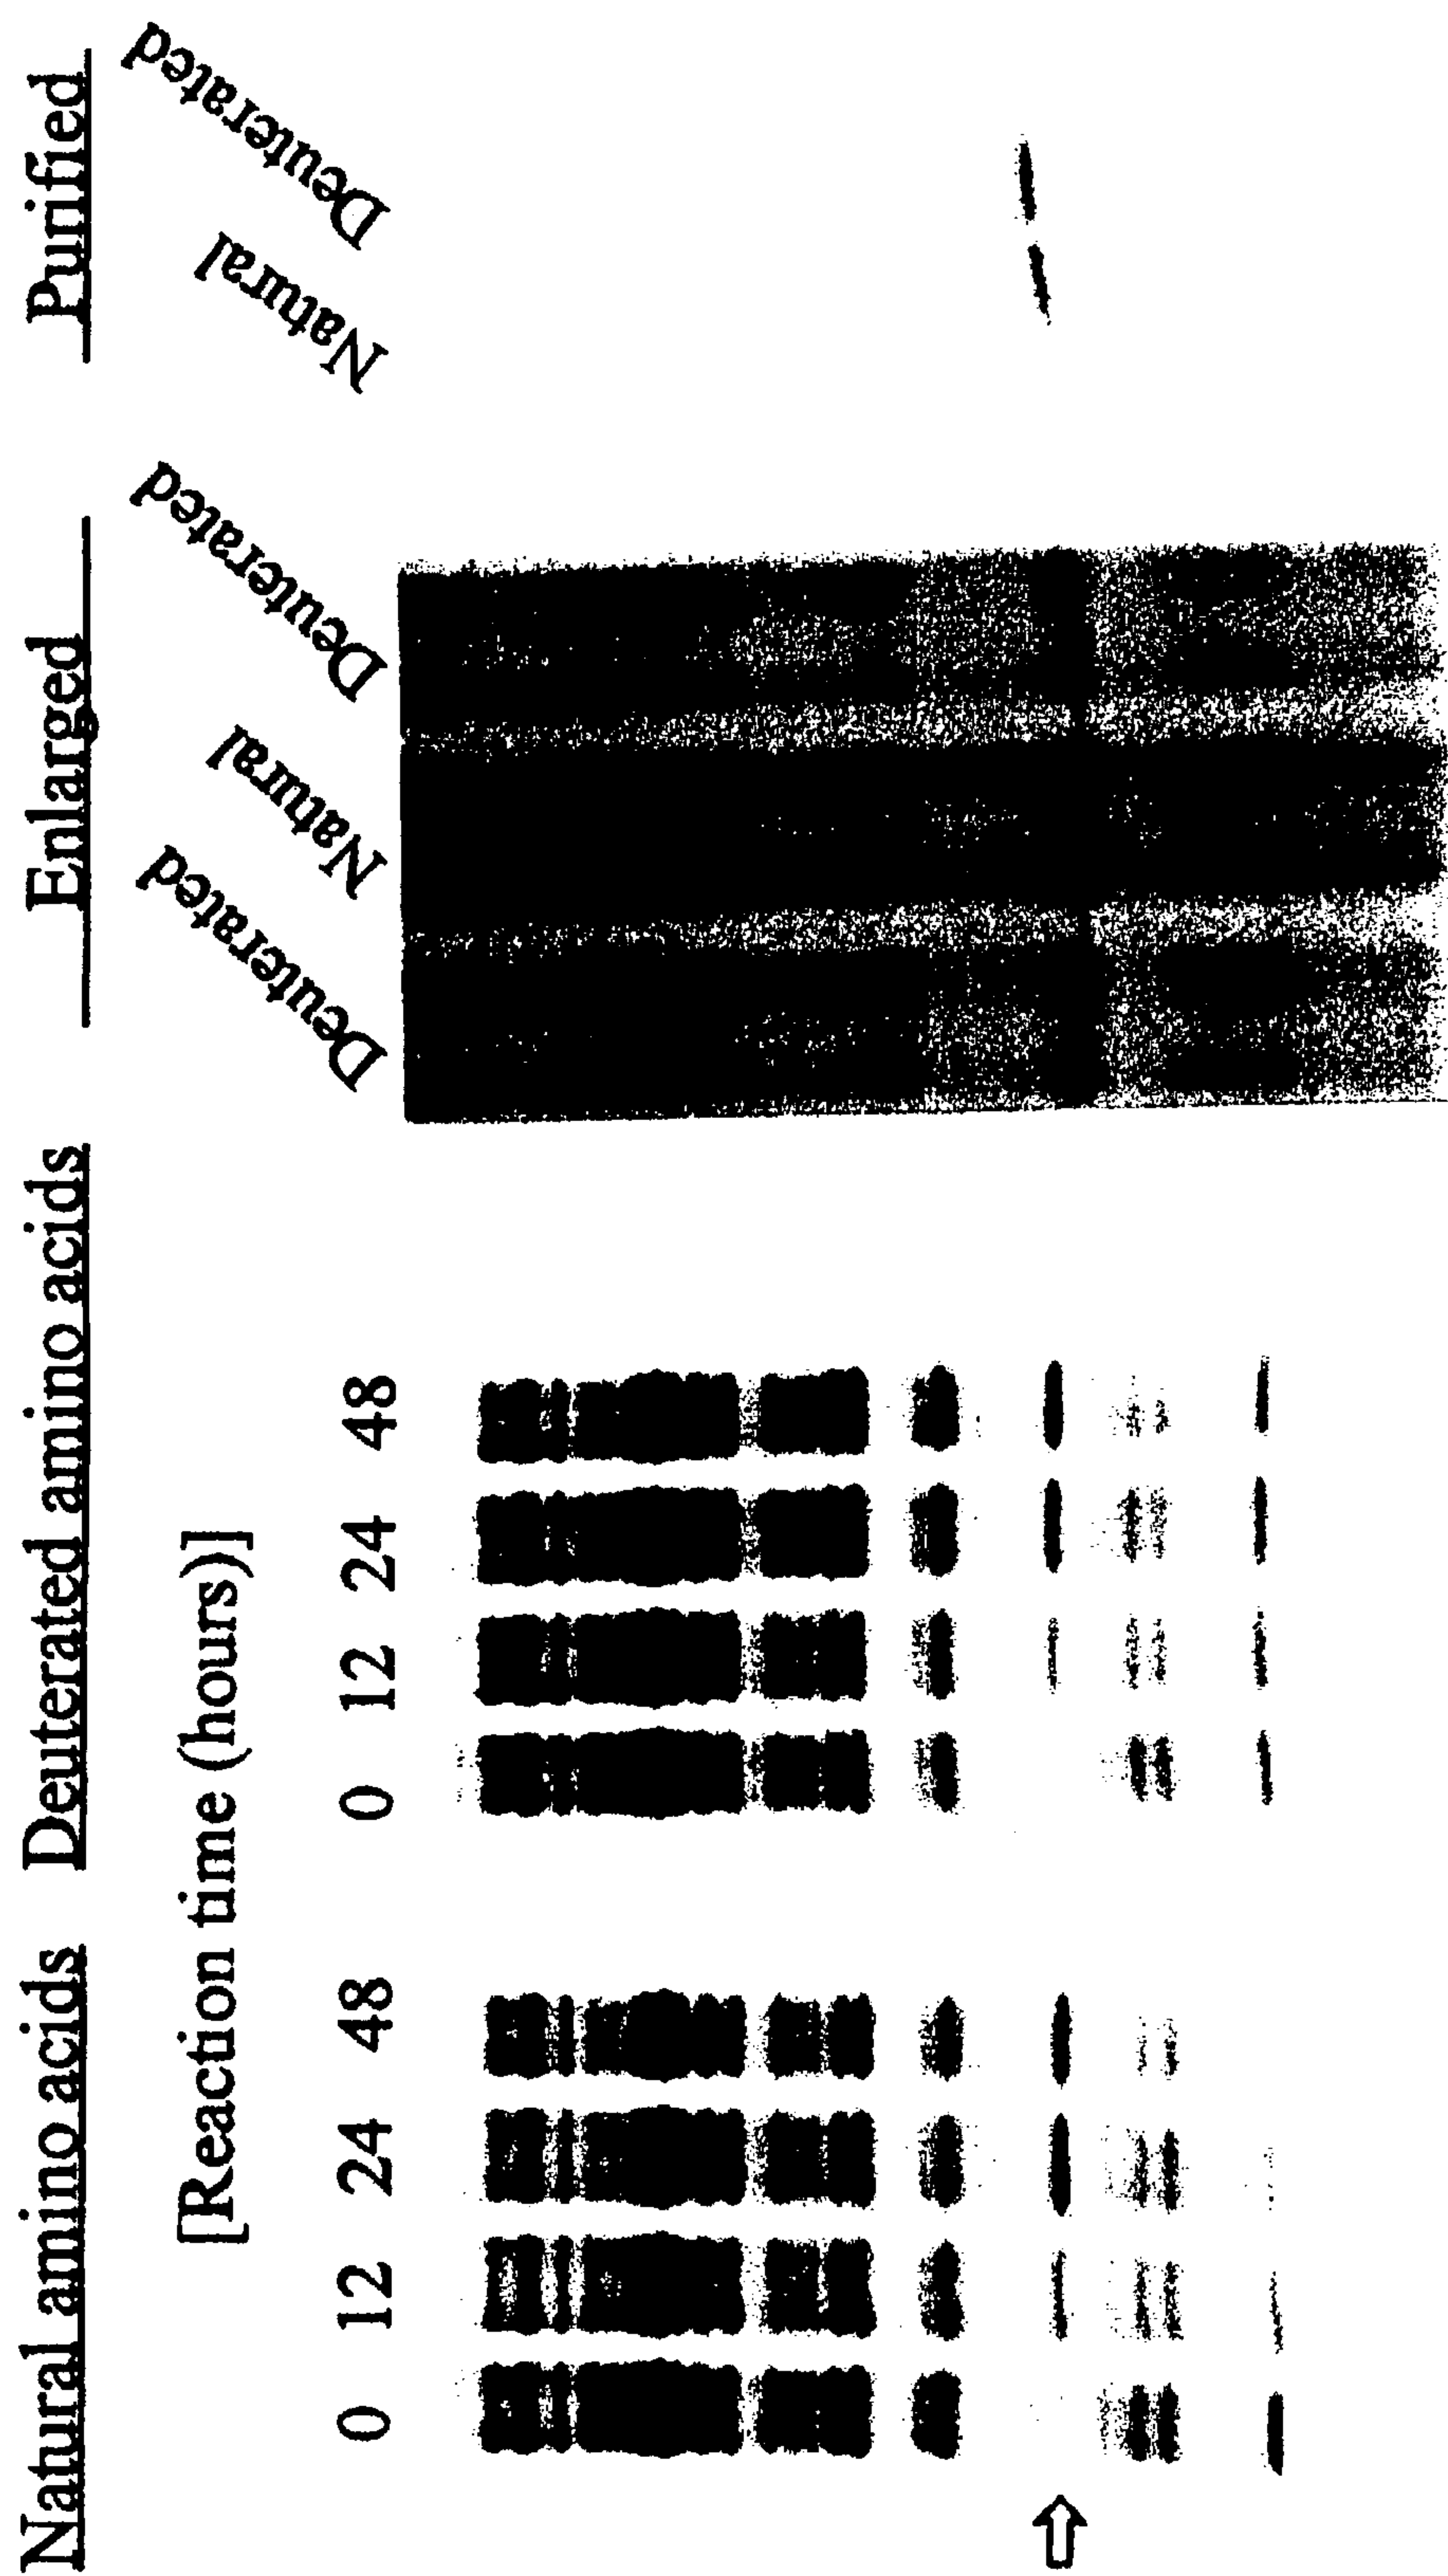 Natural amino acids Deuterated amino acids Enlarged Purified
[Reaction time (hours)]
0 12 24 48 0 12 24 48
Deuterated Natural Deuterated Natural Deuterated